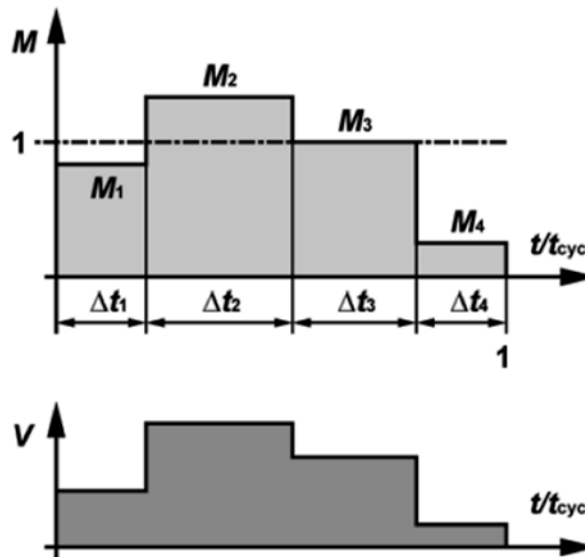 M
M₂
1
M₃
M₁
M₄
t/tcyc
Δt₁ Δt₂ Δt₃ Δt₄
1
V
t/tcyc